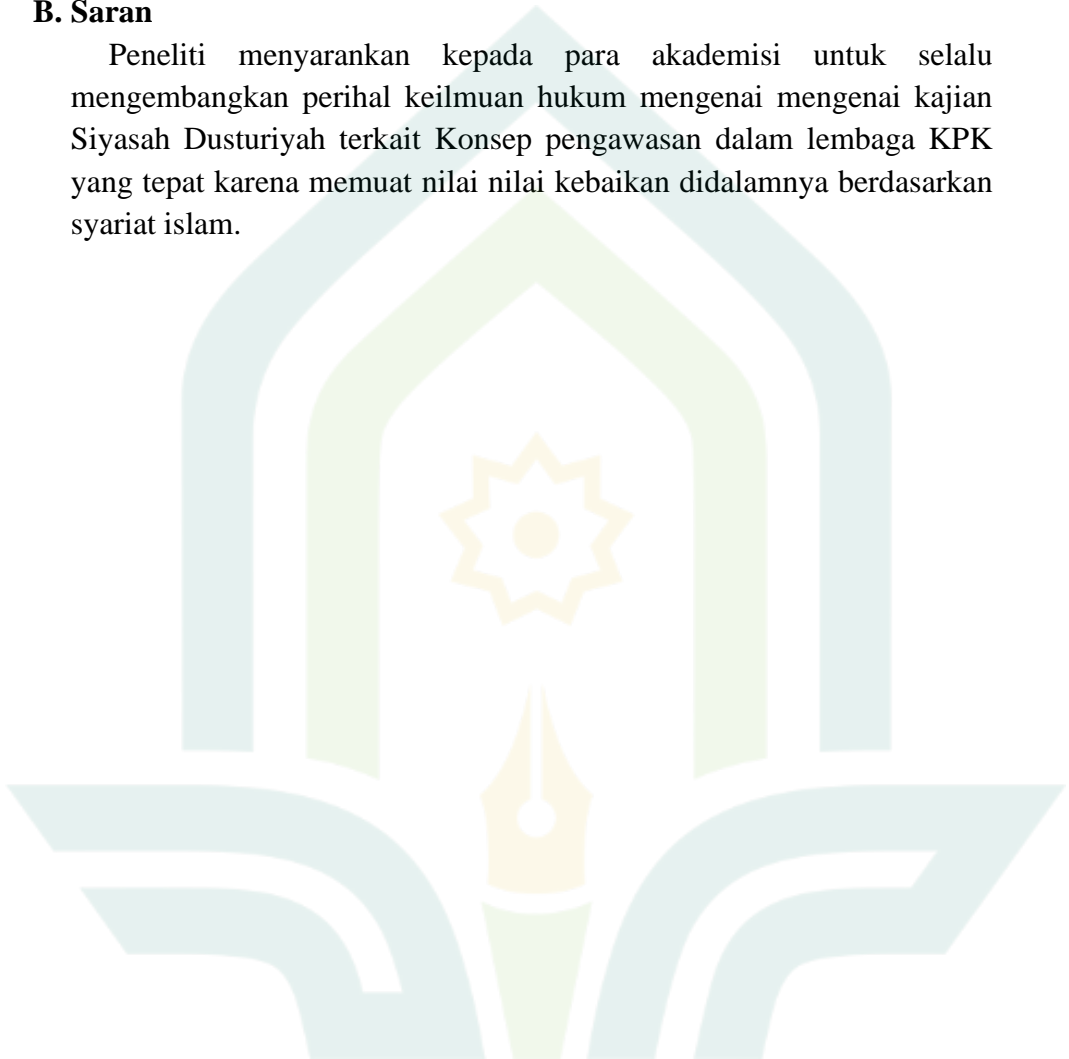 B. Saran
Peneliti menyarankan kepada para akademisi untuk selalu
mengembangkan perihal keilmuan hukum mengenai mengenai kajian
Siyasah Dusturiyah terkait Konsep pengawasan dalam lembaga KPK
yang tepat karena memuat nilai nilai kebaikan didalamnya berdasarkan
syariat islam.